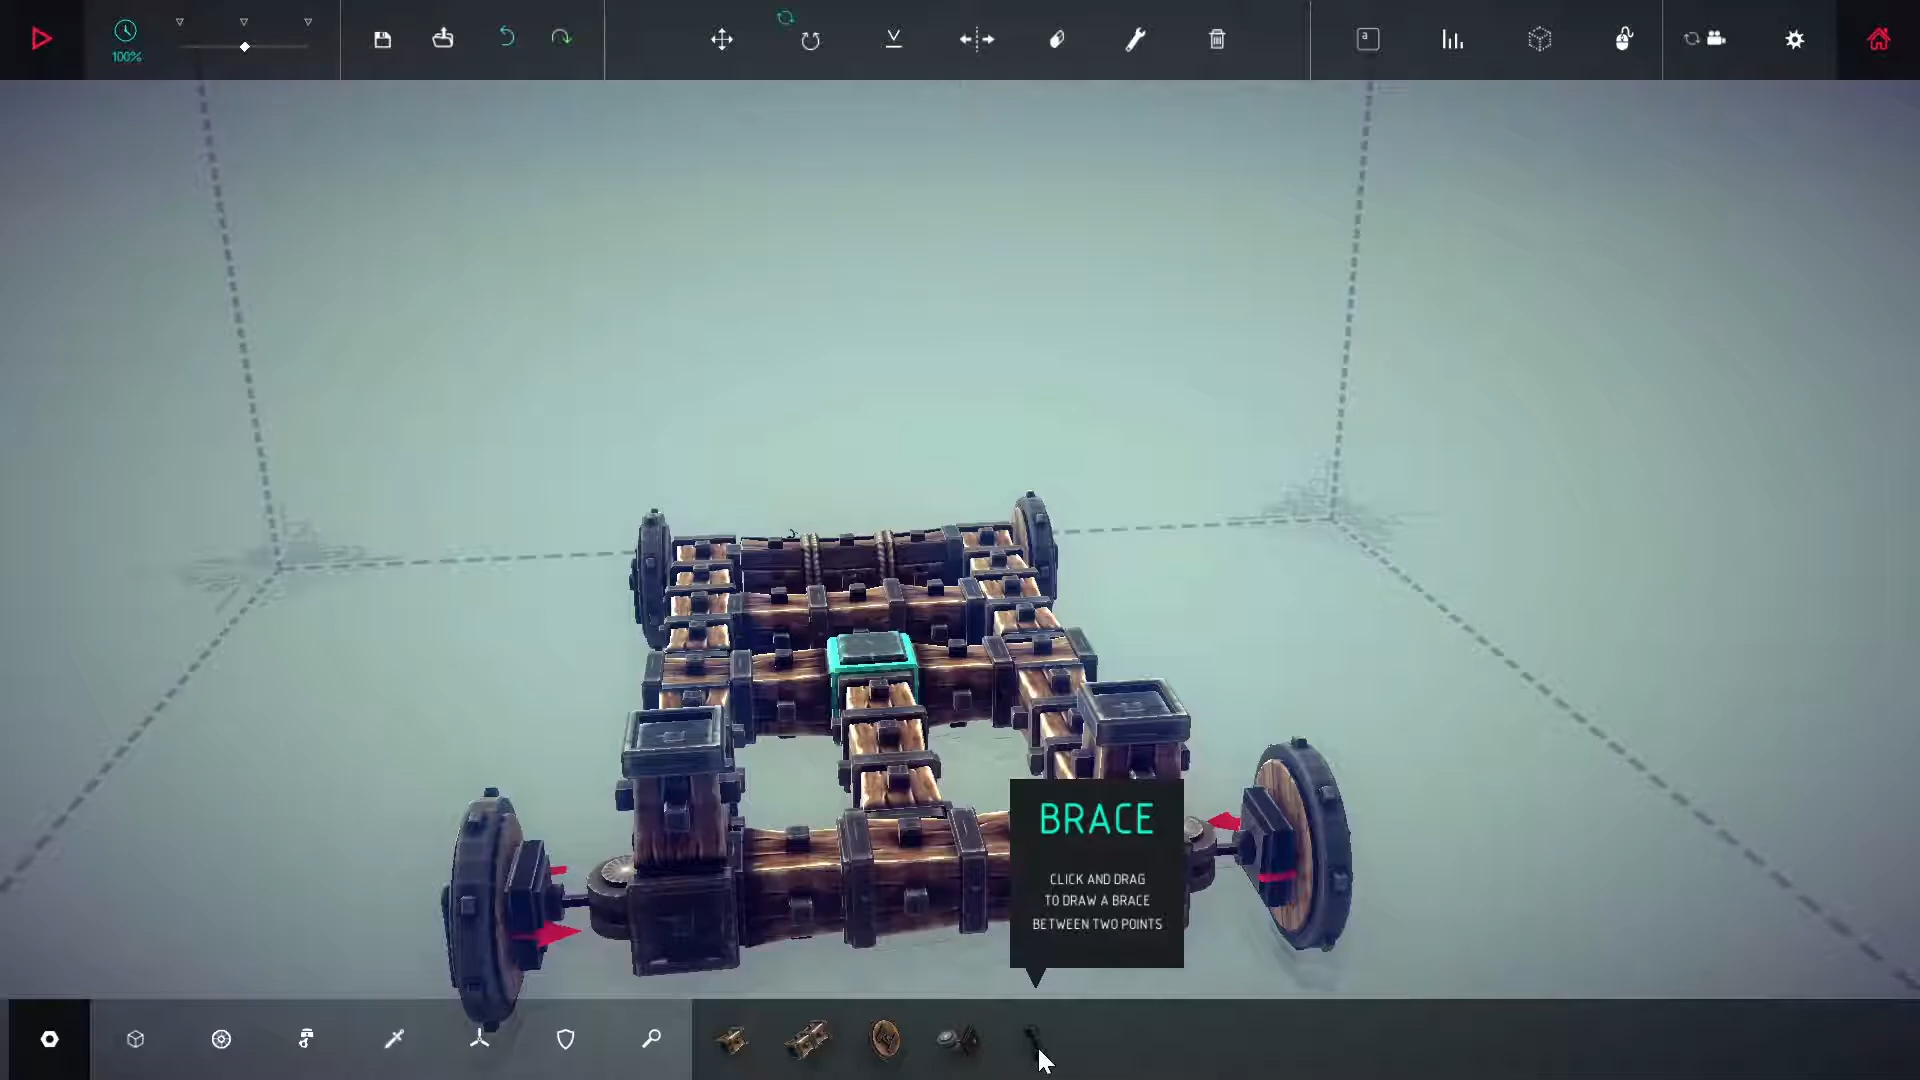 100%
a
BRACE
CLICK AND DRAG
TO DRAW A BRACE
BETWEEN TWO POINTS